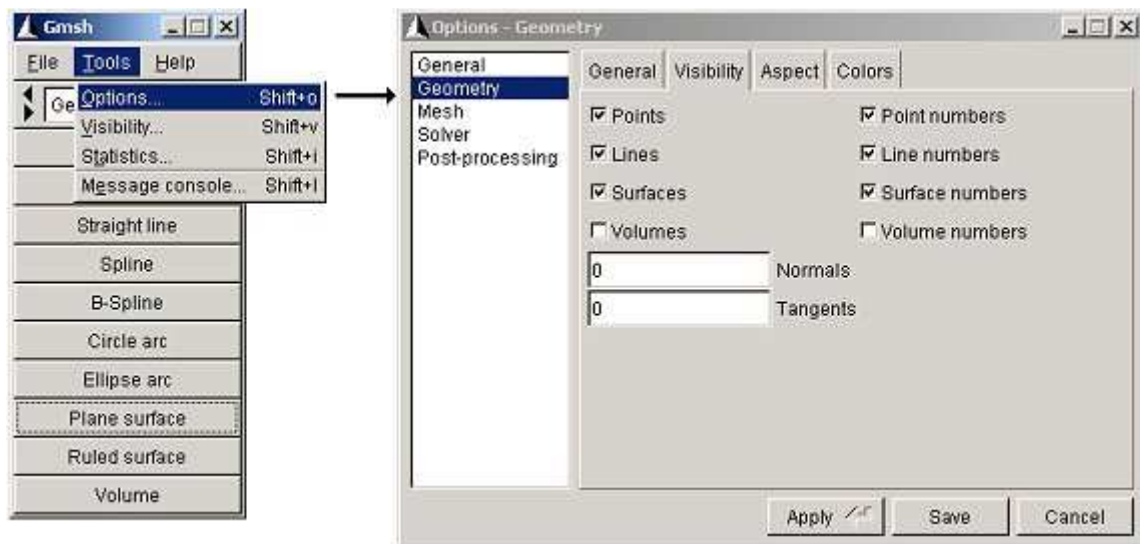 Gmsh
File Tools Help
Ge
Options... Shift+o
Visibility... Shift+v
Statistics... Shift+i
Message console... Shift+l
Straight line
Spline
B-Spline
Circle arc
Ellipse arc
Plane surface
Ruled surface
Volume
Options - Geometry
General
Geometry
Mesh
Solver
Post-processing
General Visibility Aspect Colors
Points Point numbers
Lines Line numbers
Surfaces Surface numbers
Volumes Volume numbers
0 Normals
0 Tangents
Apply Save Cancel